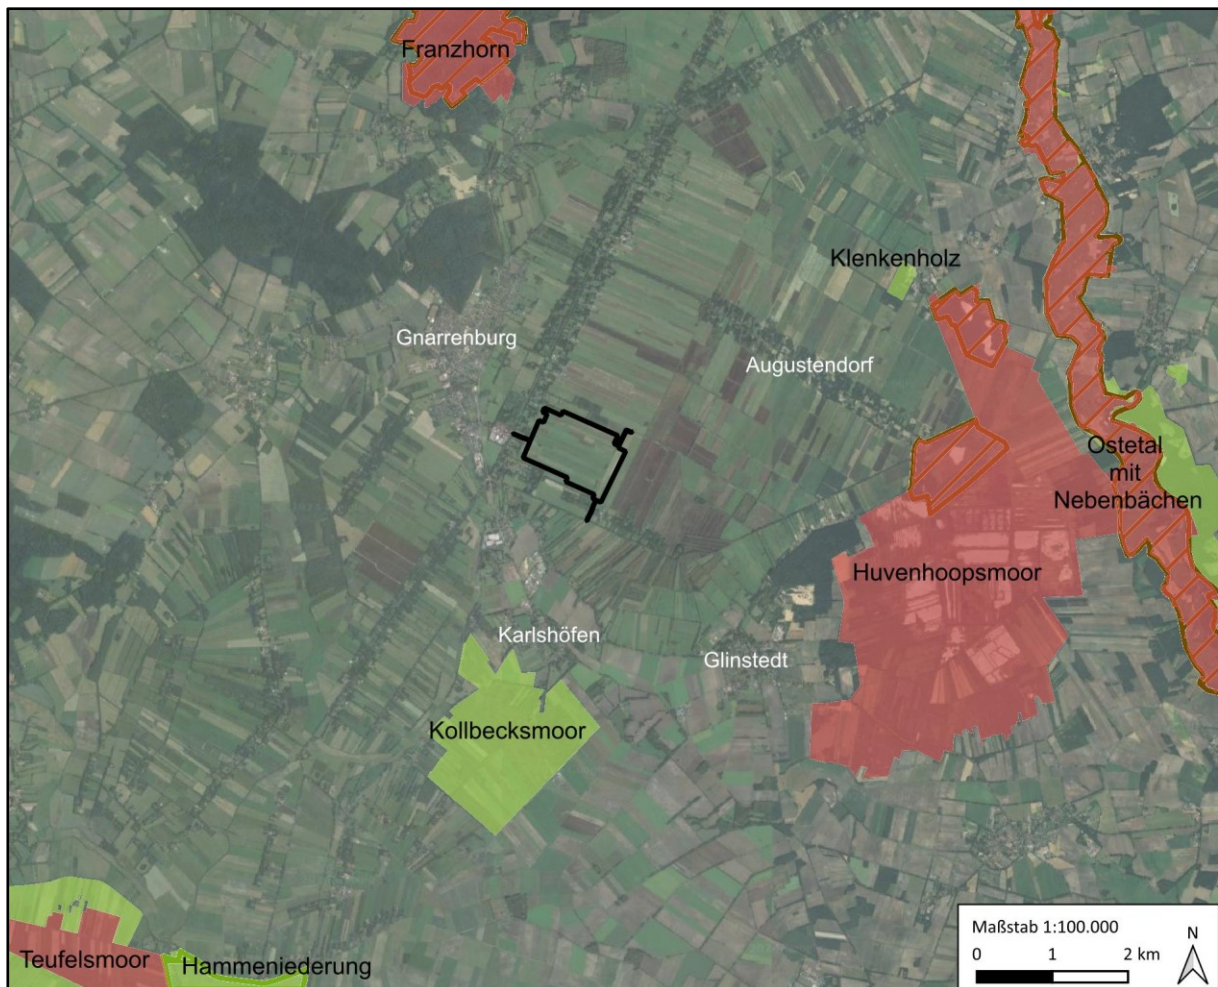 Franzhorn
Klenkenholz
Gnarrenburg
Augustendorf
Ostetal
mit
Nebenbächen
Huvenhoopsmoor
Karlshöfen
Glinstedt
Kollbecksmoor
Teufelsmoor
Hammeniederung
Maßstab 1:100.000
0 1 2 km
N